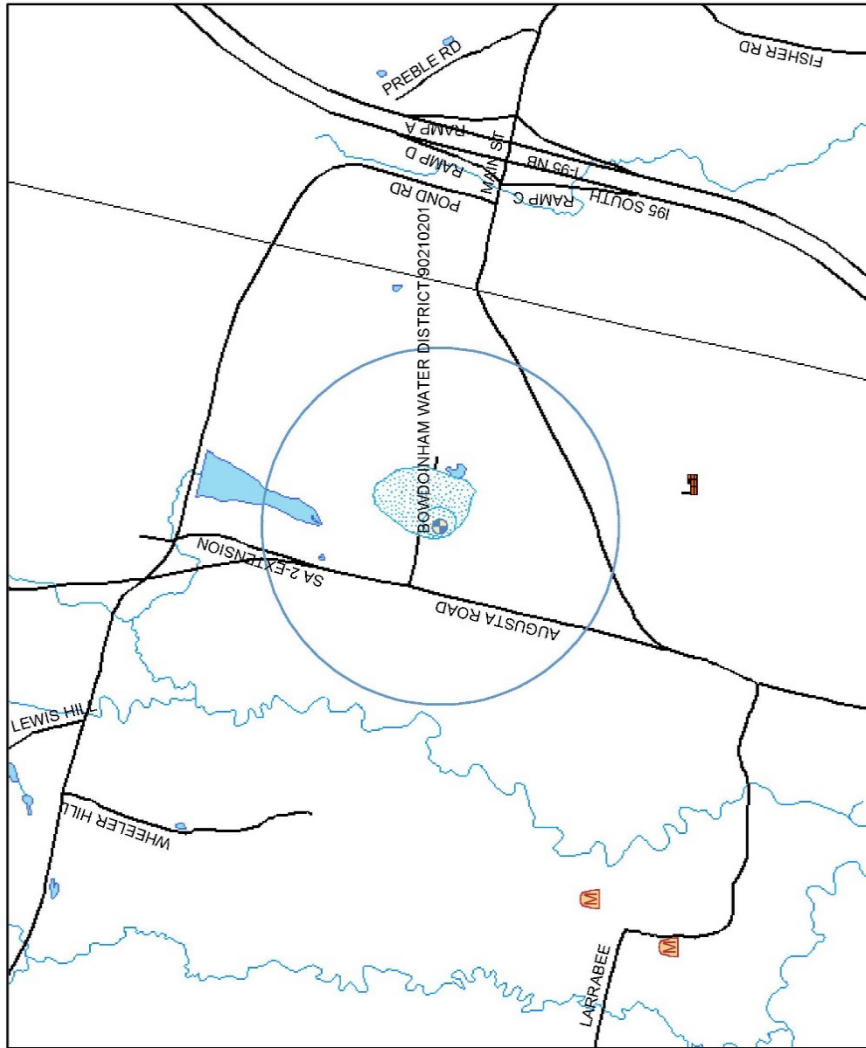 FISHER RD
PREBLE RD
RAMP A
RAMP D
MAIN ST
I-95 NB
RAMP C
I95 SOUTH
POND RD
BOWDOINHAM WATER DISTRICT 90210201
SA 2-EXTENSION
AUGUSTA ROAD
LEWIS HILL
WHEELER HILL
M
M
LARRABEE